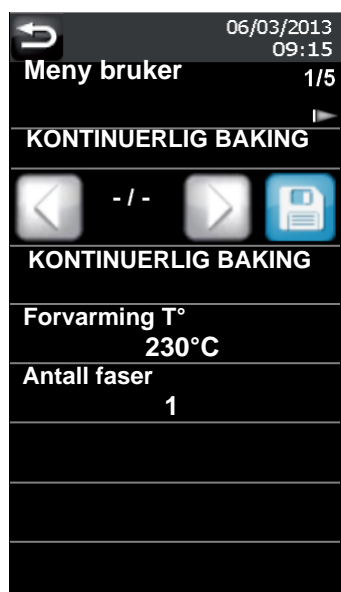 06/03/2013
09:15
Meny bruker 1/5
KONTINUERLIG BAKING
- / -
KONTINUERLIG BAKING
Forvarming T°
230°C
Antall faser
1